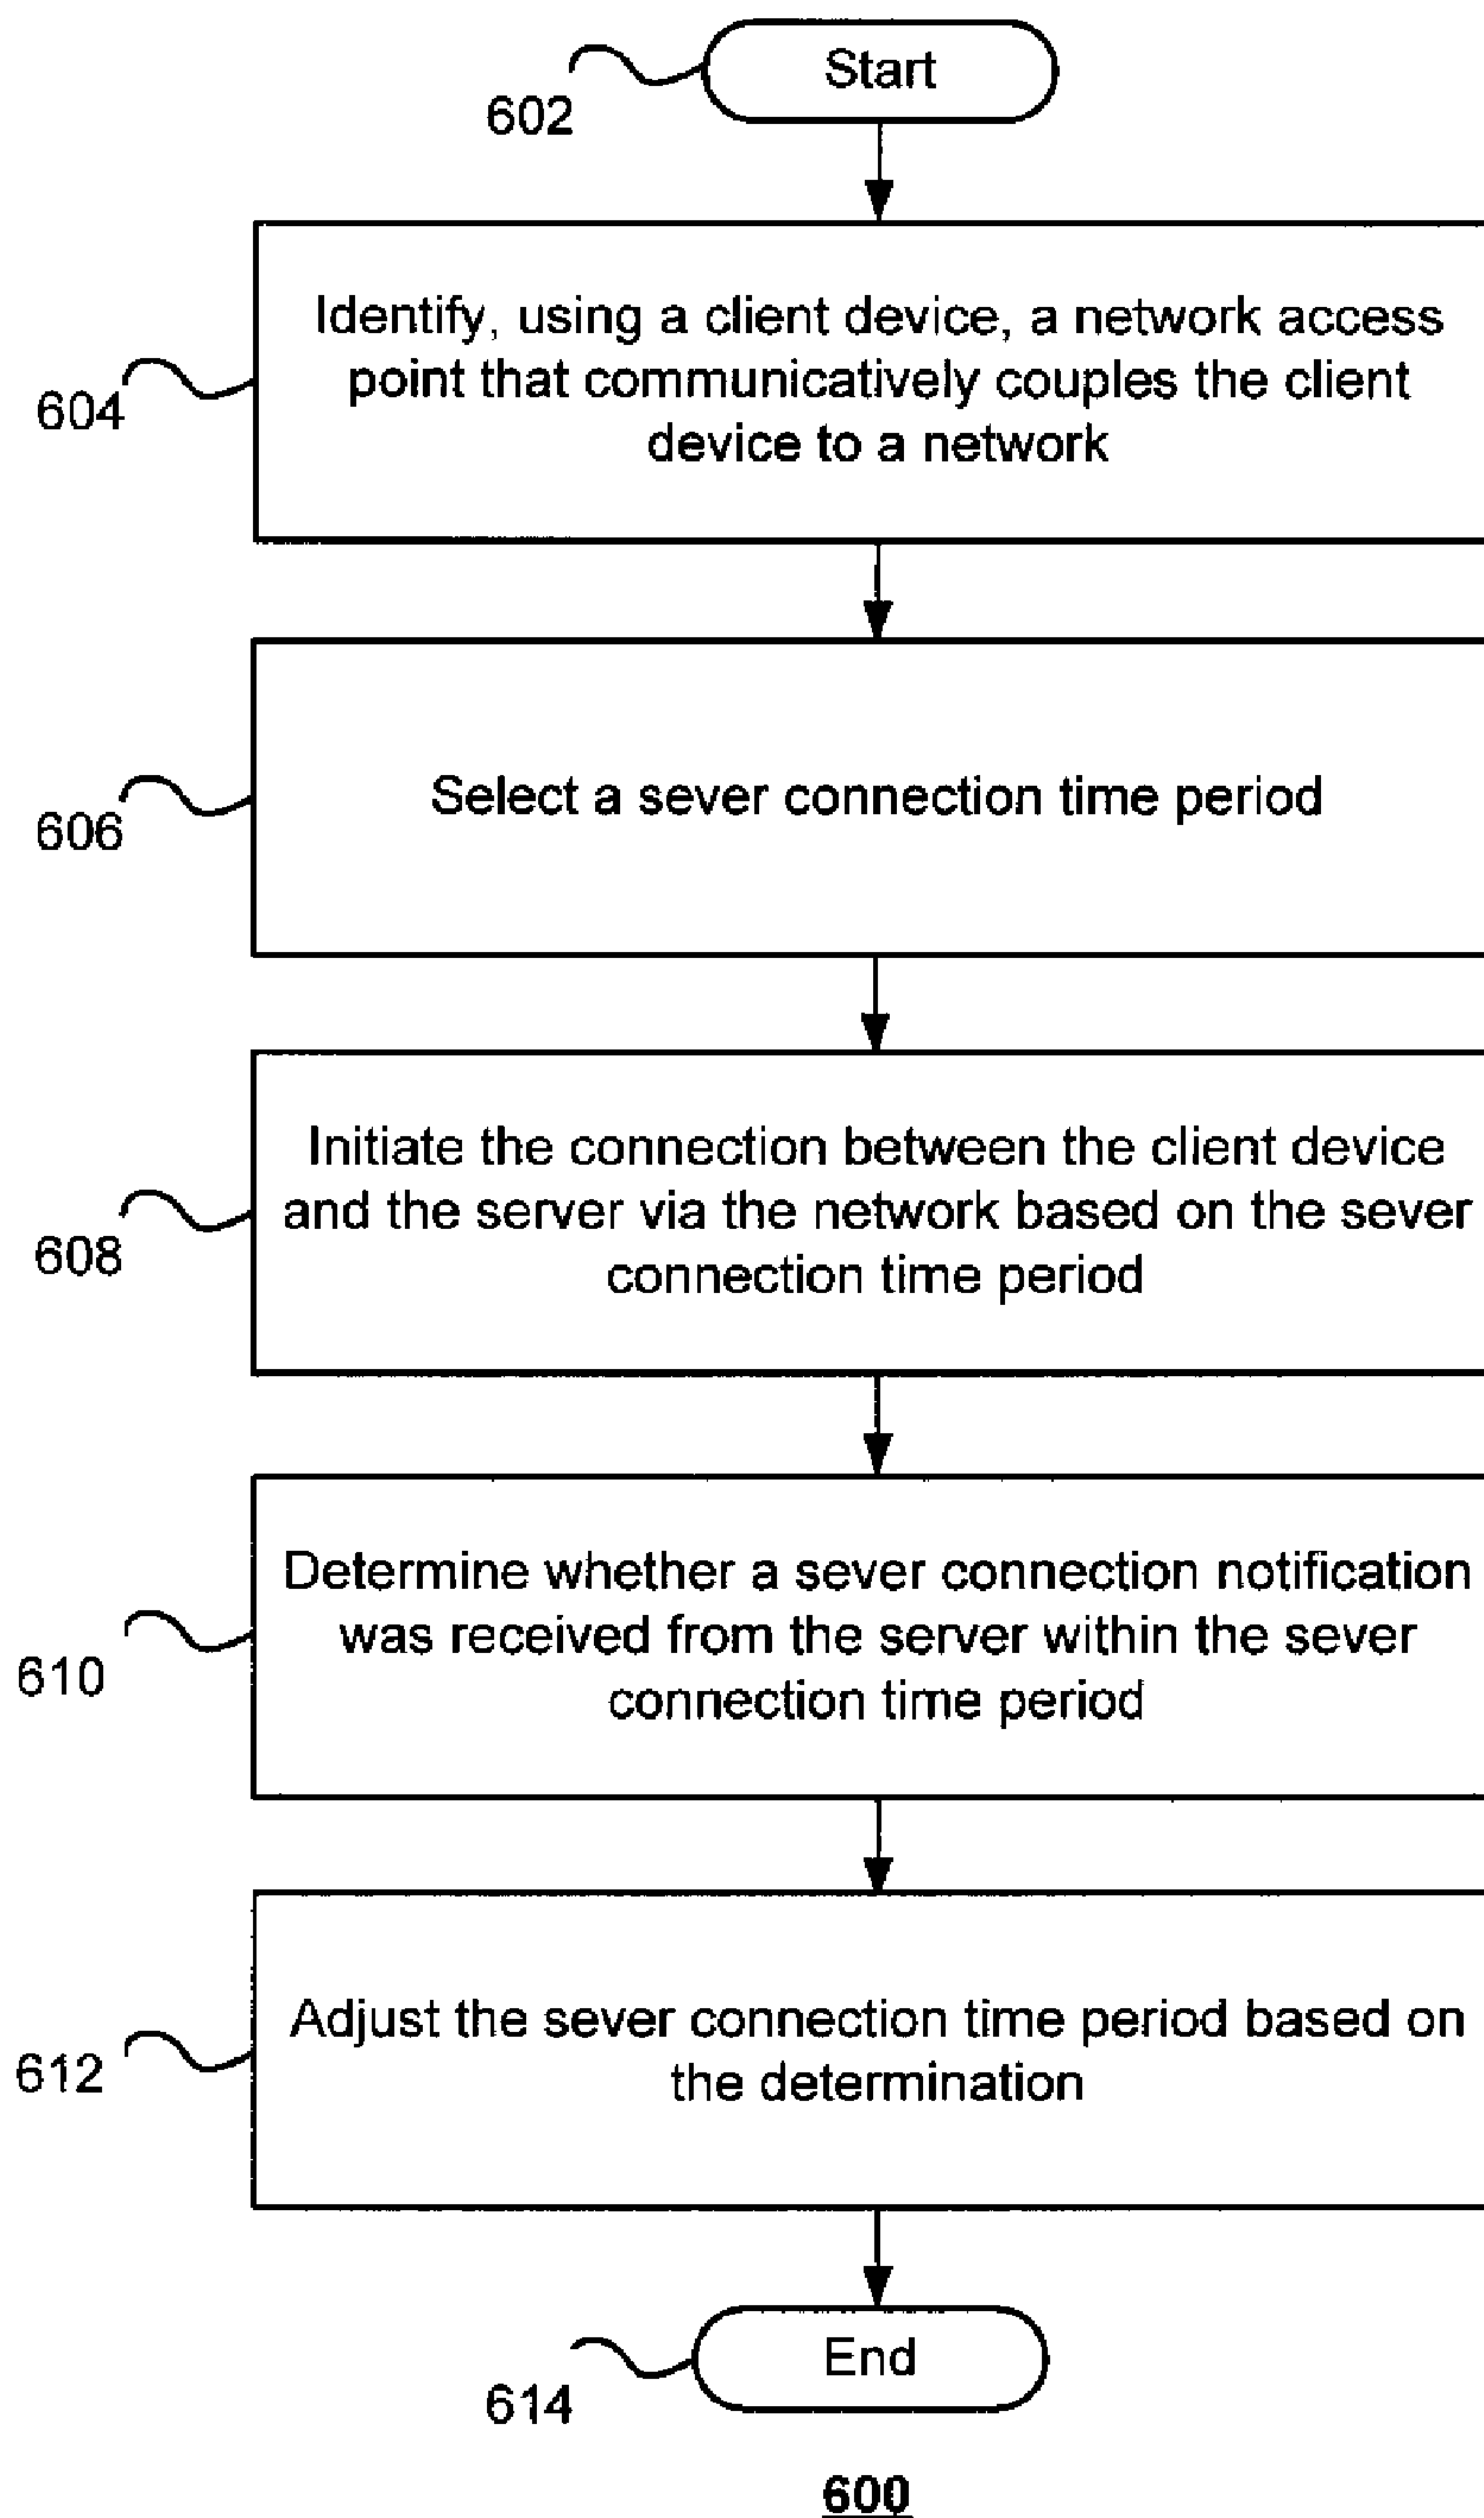 Start
602
Identify, using a client device, a network access
point that communicatively couples the client
device to a network
604
Select a sever connection time period
606
Initiate the connection between the client device
and the server via the network based on the sever
connection time period
608
Determine whether a sever connection notification
was received from the server within the sever
connection time period
610
Adjust the sever connection time period based on
the determination
612
End
614
600